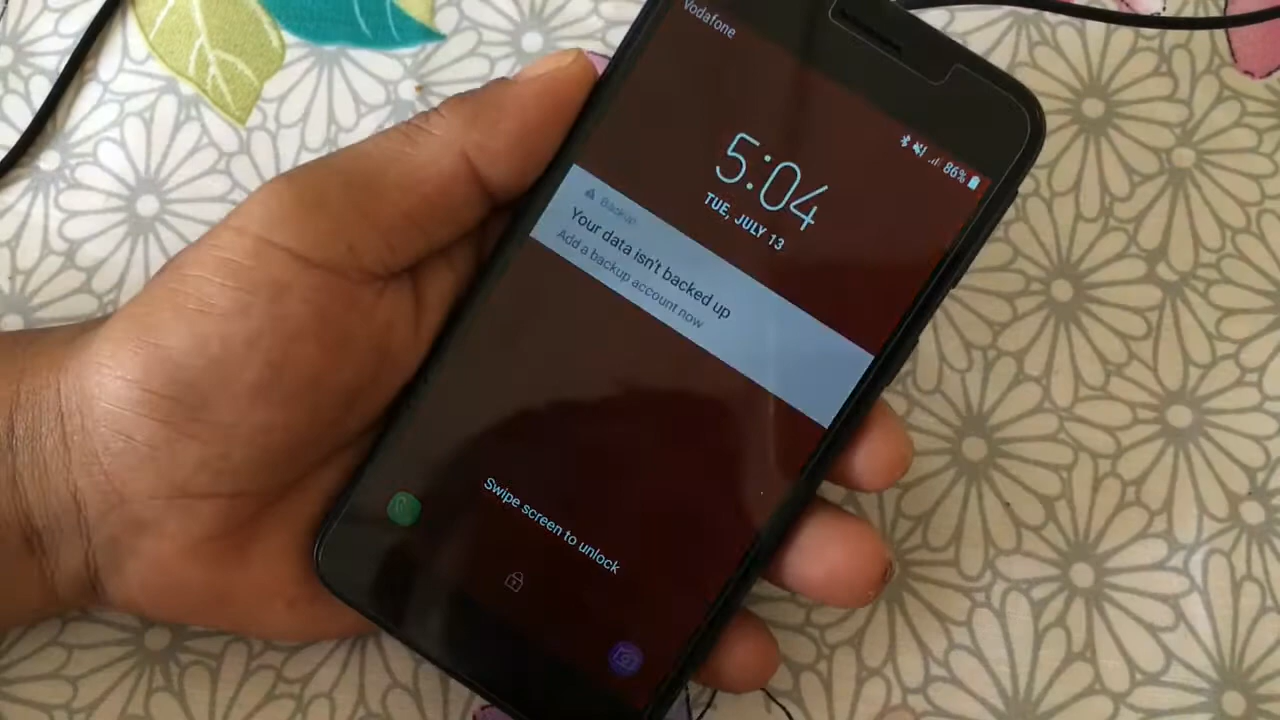 Vodafone
86%
5:04
TUE, JULY 13
Backup
Your data isn't backed up
Add a backup account now
Swipe screen to unlock